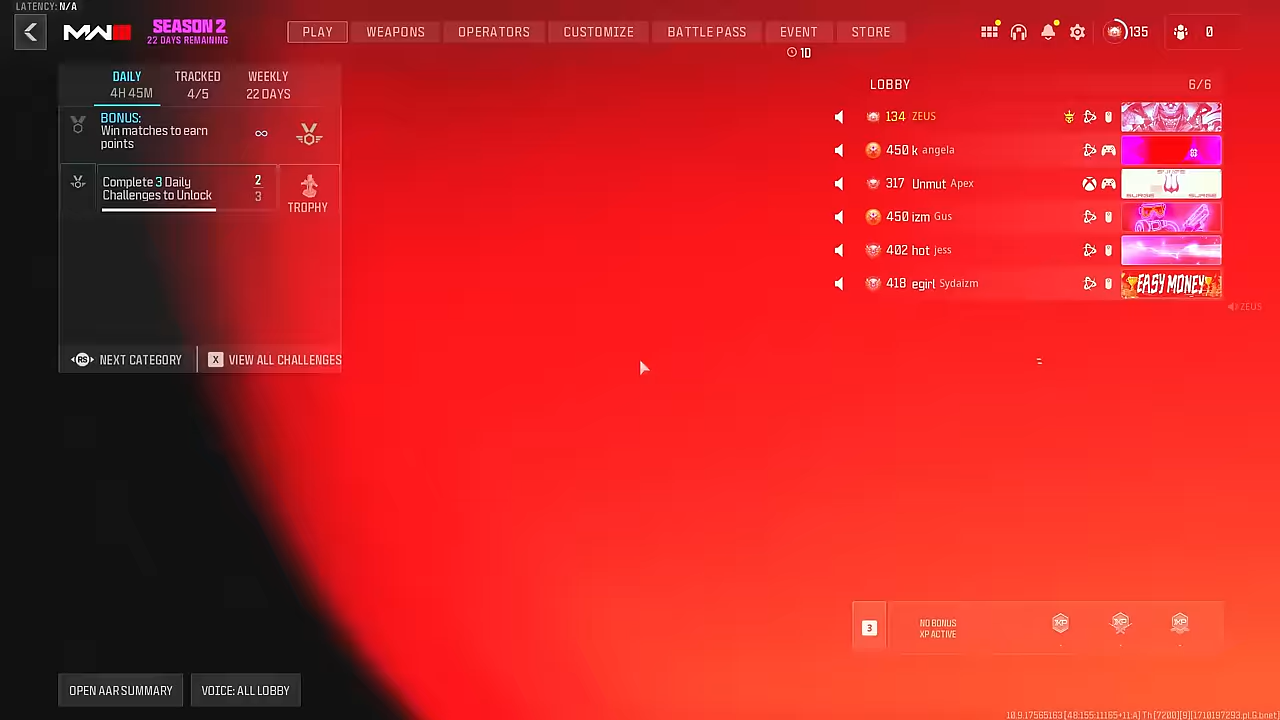 LATENCY: N/A
MW
SEASON 2
22 DAYS REMAINING
PLAY
WEAPONS
OPERATORS
CUSTOMIZE
BATTLE PASS
EVENT
STORE
135
0
1D
DAILY
4H 45M
TRACKED
4/5
WEEKLY
22 DAYS
BONUS:
Win matches to earn
points
∞
Complete 3 Daily
Challenges to Unlock
2
3
TROPHY
RS NEXT CATEGORY
X VIEW ALL CHALLENGES
LOBBY 6/6
134 ZEUS
450 k angela
317 Unmut Apex
450 izm Gus
402 hot jess
418 egirl Sydaizm
EASY MONEY
ZEUS
3
NO BONUS
XP ACTIVE
OPEN AAR SUMMARY
VOICE: ALL LOBBY